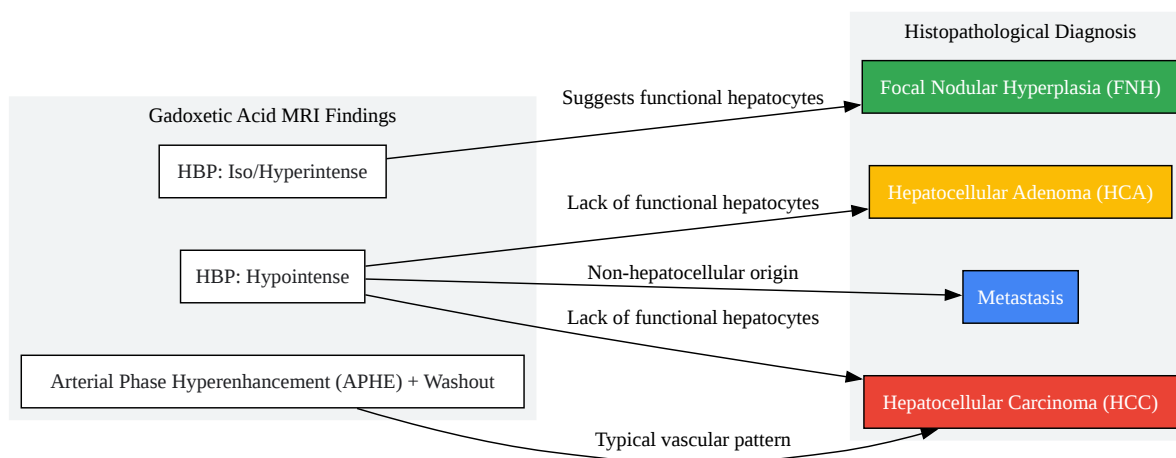 Histopathological Diagnosis
Focal Nodular Hyperplasia (FNH)
Suggests functional hepatocytes
Gadoxetic Acid MRI Findings
HBP: Iso/Hyperintense
Hepatocellular Adenoma (HCA)
Lack of functional hepatocytes
HBP: Hypointense
Non-hepatocellular origin
Metastasis
Lack of functional hepatocytes
Arterial Phase Hyperenhancement (APHE) + Washout
Hepatocellular Carcinoma (HCC)
Typical vascular pattern